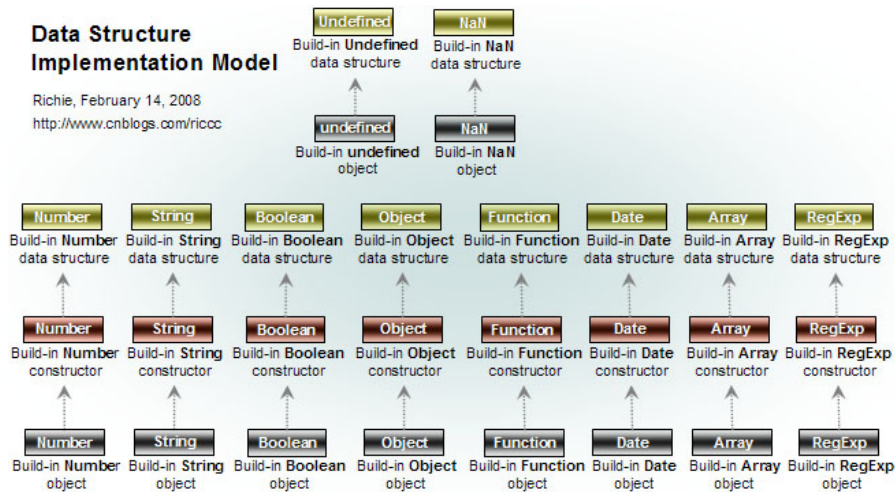 Data Structure
Implementation Model
Richie, February 14, 2008
http://www.cnblogs.com/riccc
Undefined NaN
Build-in Undefined Build-in NaN
data structure data structure
undefined NaN
Build-in undefined Build-in NaN
object object
Number String Boolean Object Function Date Array RegExp
Build-in Number Build-in String Build-in Boolean Build-in Object Build-in Function Build-in Date Build-in Array Build-in RegExp
data structure data structure data structure data structure data structure data structure data structure data structure
Number String Boolean Object Function Date Array RegExp
Build-in Number Build-in String Build-in Boolean Build-in Object Build-in Function Build-in Date Build-in Array Build-in RegExp
constructor constructor constructor constructor constructor constructor constructor constructor
Number String Boolean Object Function Date Array RegExp
Build-in Number Build-in String Build-in Boolean Build-in Object Build-in Function Build-in Date Build-in Array Build-in RegExp
object object object object object object object object